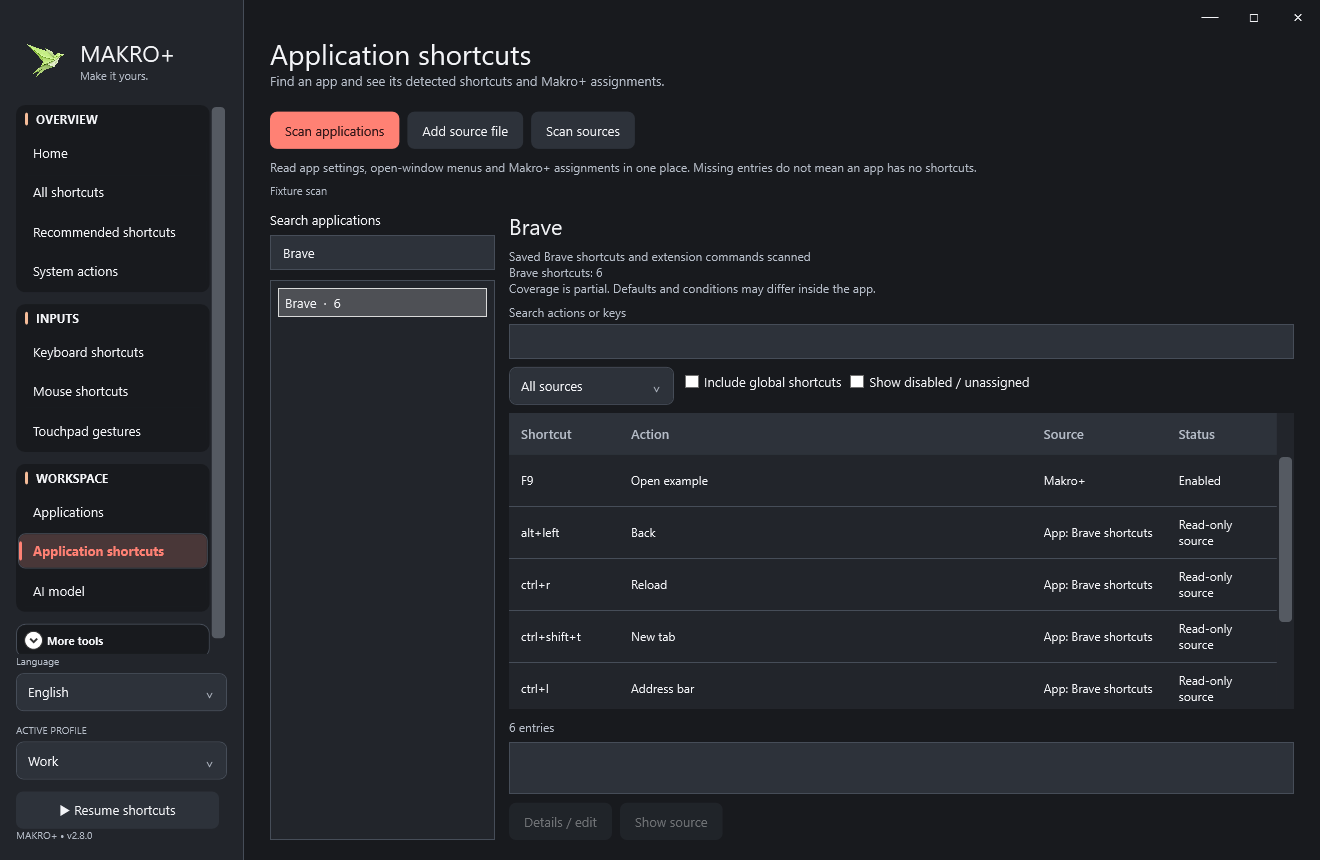 MAKRO+
Make it yours.
OVERVIEW
Home
All shortcuts
Recommended shortcuts
System actions
INPUTS
Keyboard shortcuts
Mouse shortcuts
Touchpad gestures
WORKSPACE
Applications
Application shortcuts
AI model
More tools
Language
English
ACTIVE PROFILE
Work
Resume shortcuts
MAKRO+ • v2.8.0
Application shortcuts
Find an app and see its detected shortcuts and Makro+ assignments.
Scan applications Add source file Scan sources
Read app settings, open-window menus and Makro+ assignments in one place. Missing entries do not mean an app has no shortcuts.
Fixture scan
Search applications
Brave
Brave · 6
Brave
Saved Brave shortcuts and extension commands scanned
Brave shortcuts: 6
Coverage is partial. Defaults and conditions may differ inside the app.
Search actions or keys
All sources Include global shortcuts Show disabled / unassigned
Shortcut Action Source Status
F9 Open example Makro+ Enabled
alt+left Back App: Brave shortcuts Read-only source
ctrl+r Reload App: Brave shortcuts Read-only source
ctrl+shift+t New tab App: Brave shortcuts Read-only source
ctrl+l Address bar App: Brave shortcuts Read-only source
6 entries
Details / edit Show source